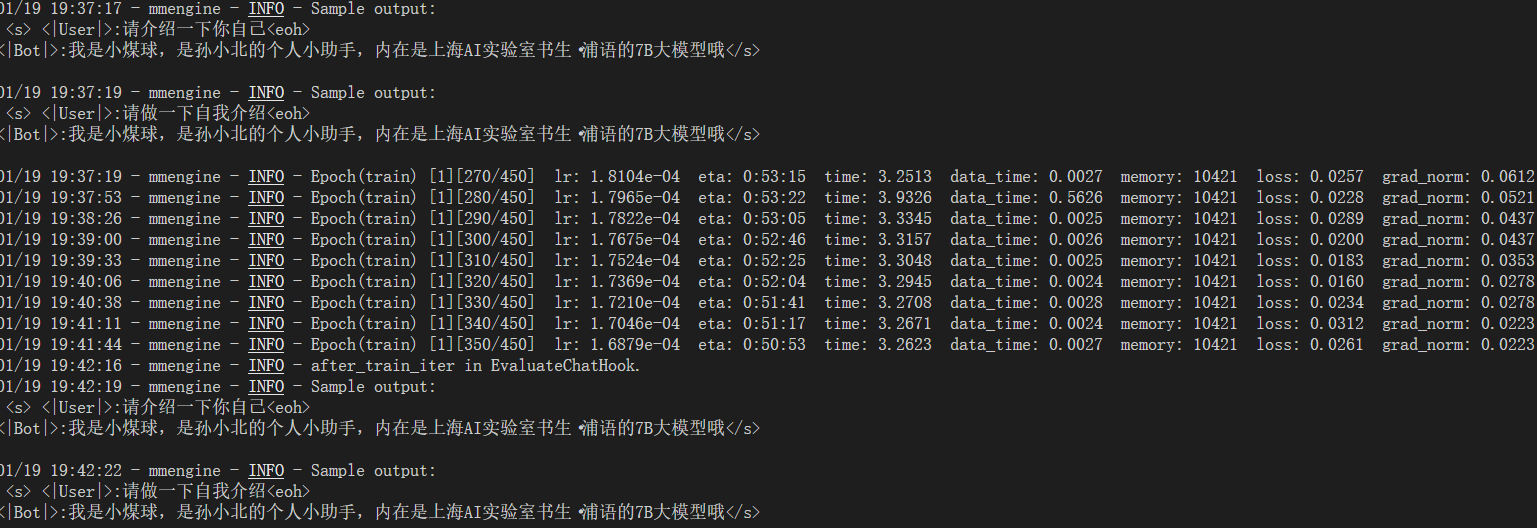 01/19 19:37:17 - mmengine - INFO - Sample output:
<s> <|User|>:请介绍一下你自己<eoh>
<|Bot|>:我是小煤球，是孙小北的个人小助手，内在是上海AI实验室书生·浦语的7B大模型哦</s>
01/19 19:37:19 - mmengine - INFO - Sample output:
<s> <|User|>:请做一下自我介绍<eoh>
<|Bot|>:我是小煤球，是孙小北的个人小助手，内在是上海AI实验室书生·浦语的7B大模型哦</s>
01/19 19:37:19 - mmengine - INFO - Epoch(train) [1][270/450] lr: 1.8104e-04 eta: 0:53:15 time: 3.2513 data_time: 0.0027 memory: 10421 loss: 0.0257 grad_norm: 0.0612
01/19 19:37:53 - mmengine - INFO - Epoch(train) [1][280/450] lr: 1.7965e-04 eta: 0:53:22 time: 3.9326 data_time: 0.5626 memory: 10421 loss: 0.0228 grad_norm: 0.0521
01/19 19:38:26 - mmengine - INFO - Epoch(train) [1][290/450] lr: 1.7822e-04 eta: 0:53:05 time: 3.3345 data_time: 0.0025 memory: 10421 loss: 0.0289 grad_norm: 0.0437
01/19 19:39:00 - mmengine - INFO - Epoch(train) [1][300/450] lr: 1.7675e-04 eta: 0:52:46 time: 3.3157 data_time: 0.0026 memory: 10421 loss: 0.0200 grad_norm: 0.0437
01/19 19:39:33 - mmengine - INFO - Epoch(train) [1][310/450] lr: 1.7524e-04 eta: 0:52:25 time: 3.3048 data_time: 0.0025 memory: 10421 loss: 0.0183 grad_norm: 0.0353
01/19 19:40:06 - mmengine - INFO - Epoch(train) [1][320/450] lr: 1.7369e-04 eta: 0:52:04 time: 3.2945 data_time: 0.0024 memory: 10421 loss: 0.0160 grad_norm: 0.0278
01/19 19:40:38 - mmengine - INFO - Epoch(train) [1][330/450] lr: 1.7210e-04 eta: 0:51:41 time: 3.2708 data_time: 0.0028 memory: 10421 loss: 0.0234 grad_norm: 0.0278
01/19 19:41:11 - mmengine - INFO - Epoch(train) [1][340/450] lr: 1.7046e-04 eta: 0:51:17 time: 3.2671 data_time: 0.0024 memory: 10421 loss: 0.0312 grad_norm: 0.0223
01/19 19:41:44 - mmengine - INFO - Epoch(train) [1][350/450] lr: 1.6879e-04 eta: 0:50:53 time: 3.2623 data_time: 0.0027 memory: 10421 loss: 0.0261 grad_norm: 0.0223
01/19 19:42:16 - mmengine - INFO - after_train_iter in EvaluateChatHook.
01/19 19:42:19 - mmengine - INFO - Sample output:
<s> <|User|>:请介绍一下你自己<eoh>
<|Bot|>:我是小煤球，是孙小北的个人小助手，内在是上海AI实验室书生·浦语的7B大模型哦</s>
01/19 19:42:22 - mmengine - INFO - Sample output:
<s> <|User|>:请做一下自我介绍<eoh>
<|Bot|>:我是小煤球，是孙小北的个人小助手，内在是上海AI实验室书生·浦语的7B大模型哦</s>